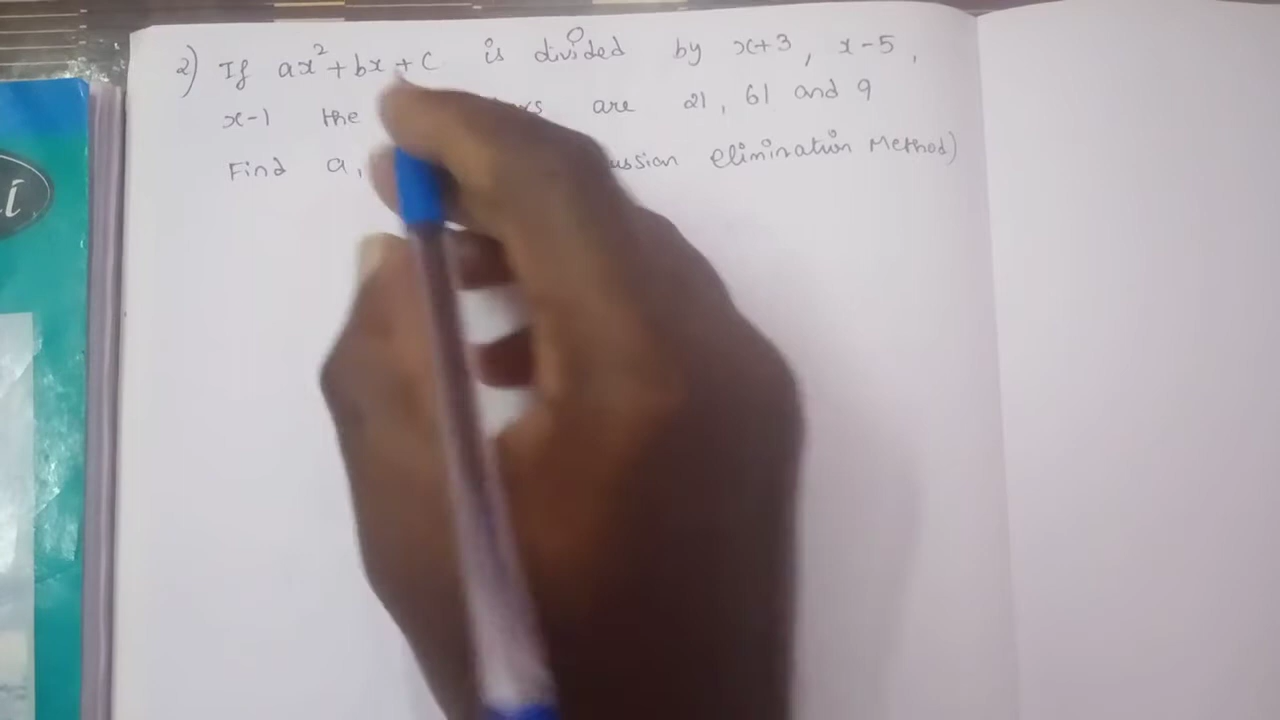 2) If ax²+bx+c is divided by x+3, x-5,
x-1 the are 21, 61 and 9
Find a, elimination Method)